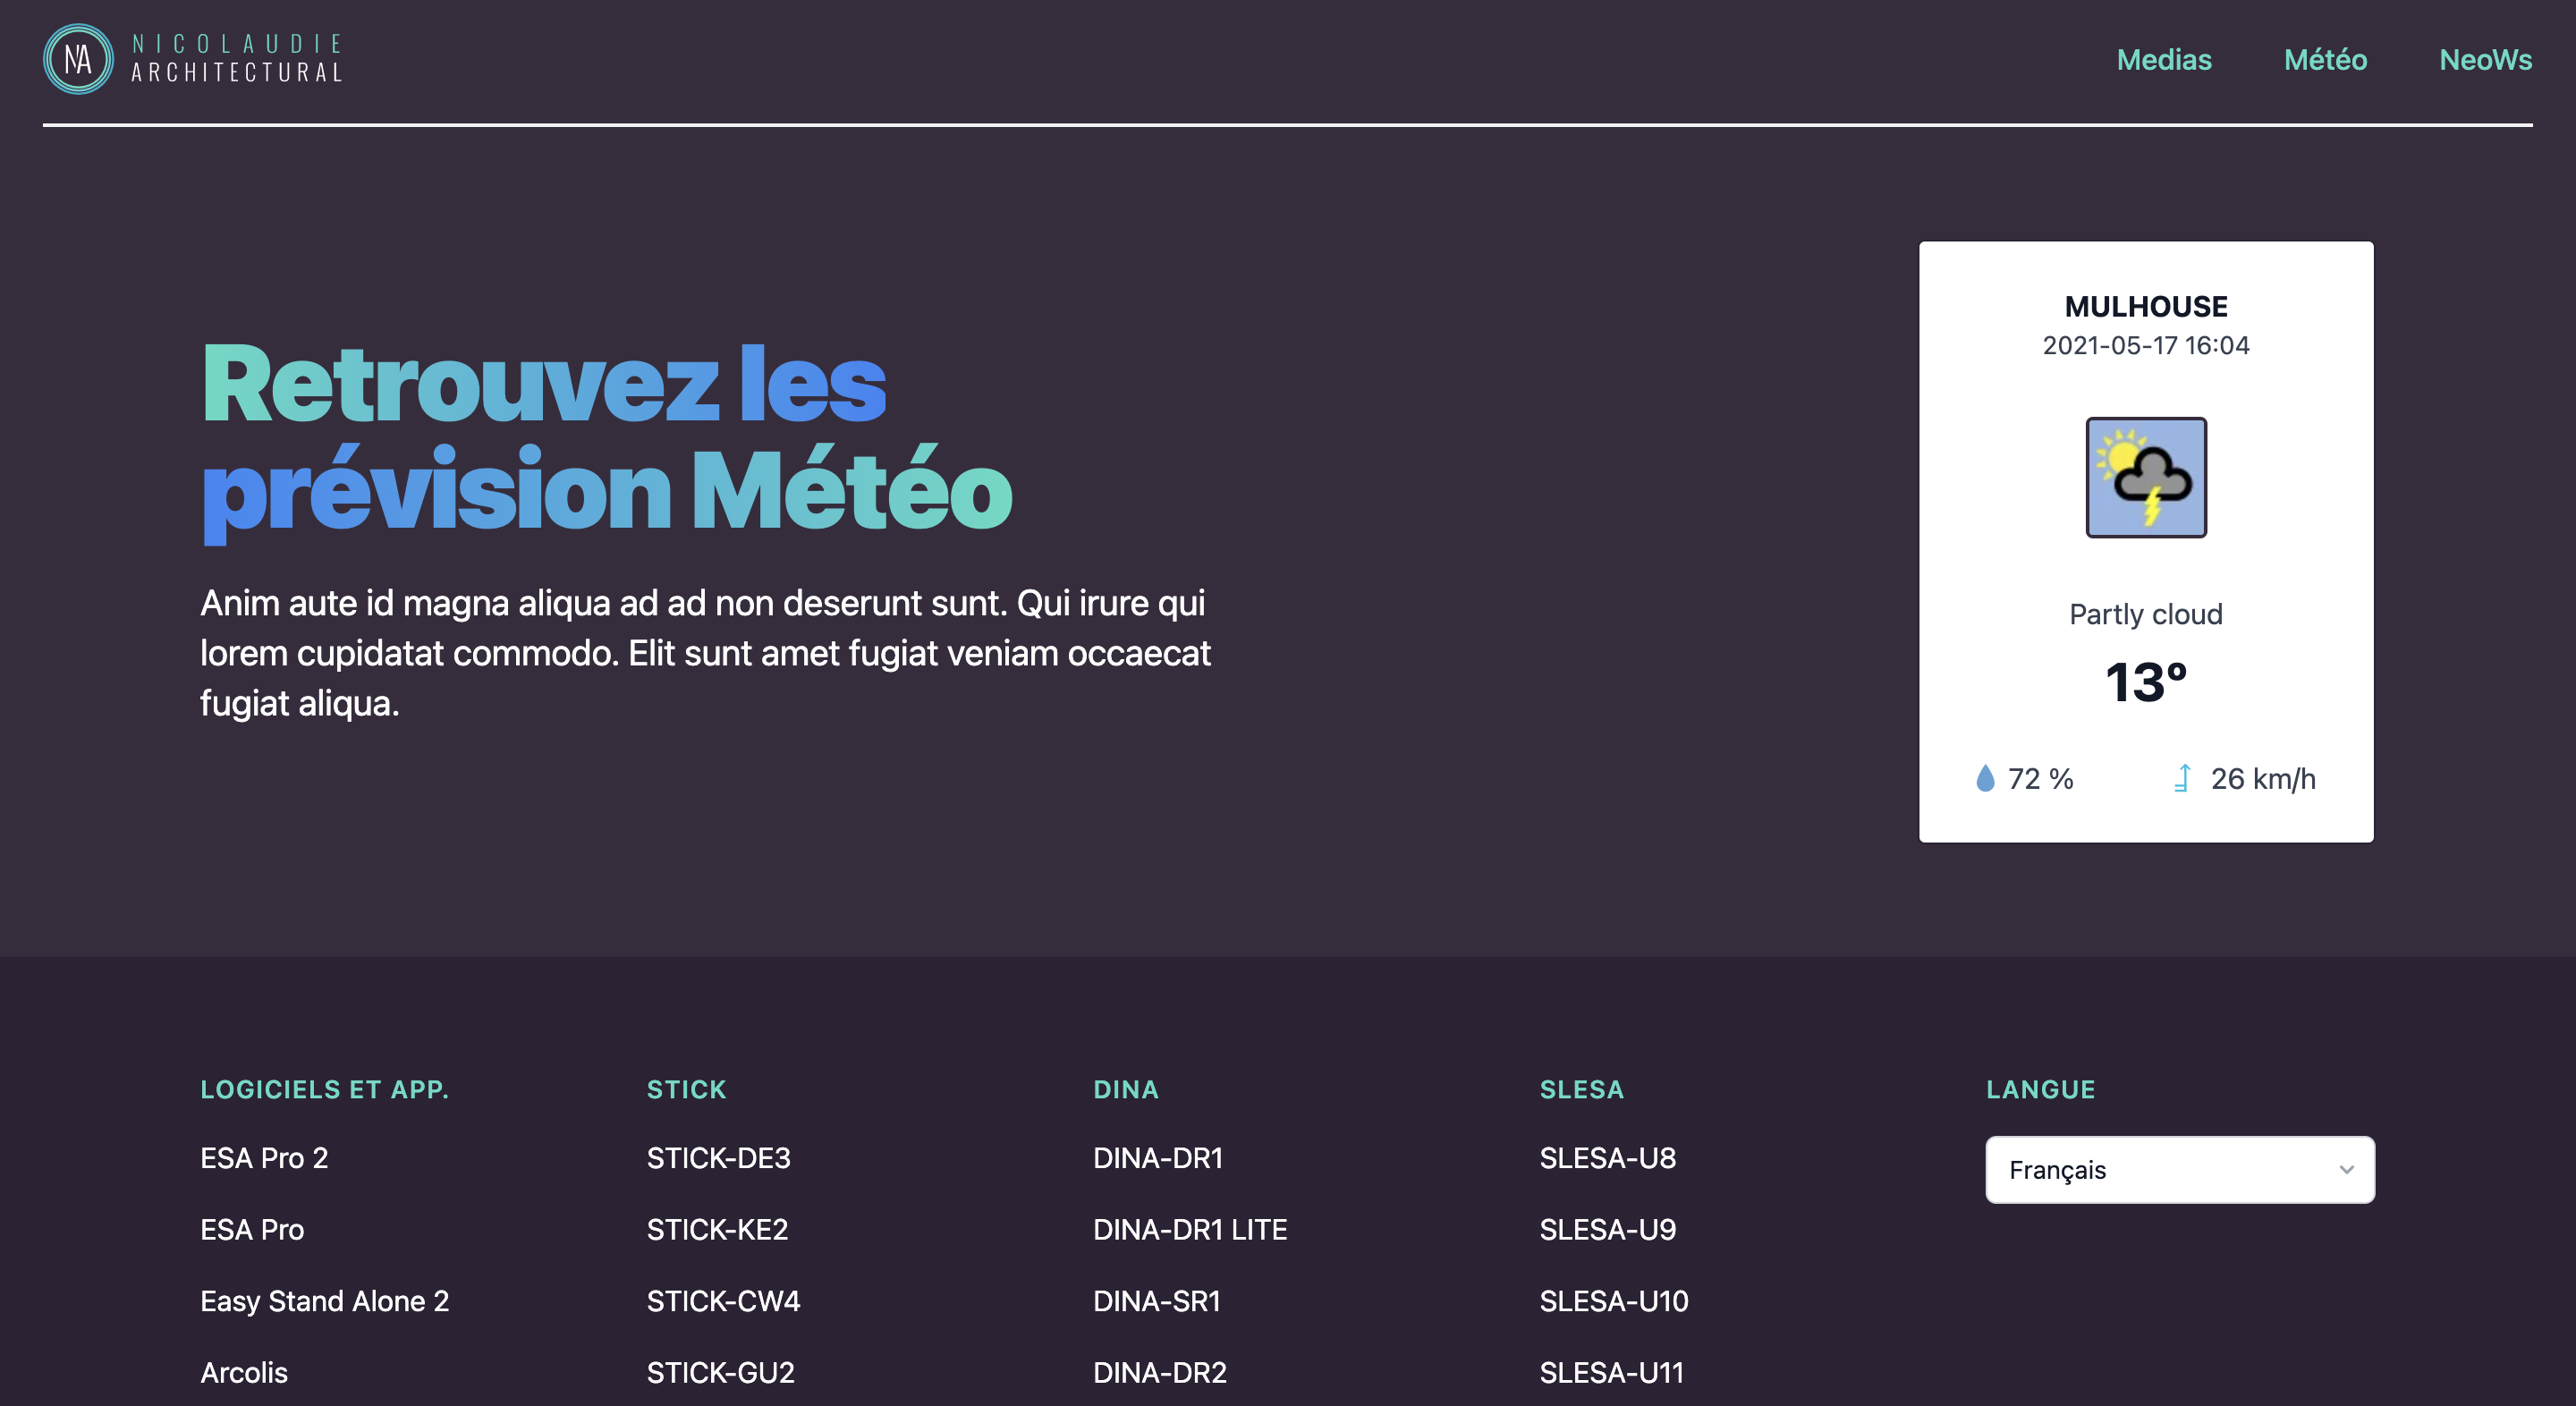 NA
NICOLAUDIE
ARCHITECTURAL
Medias
Météo
NeoWs
Retrouvez les
prévision Météo
Anim aute id magna aliqua ad ad non deserunt sunt. Qui irure qui
lorem cupidatat commodo. Elit sunt amet fugiat veniam occaecat
fugiat aliqua.
MULHOUSE
2021-05-17 16:04
Partly cloud
13°
72 %
26 km/h
LOGICIELS ET APP.
ESA Pro 2
ESA Pro
Easy Stand Alone 2
Arcolis
STICK
STICK-DE3
STICK-KE2
STICK-CW4
STICK-GU2
DINA
DINA-DR1
DINA-DR1 LITE
DINA-SR1
DINA-DR2
SLESA
SLESA-U8
SLESA-U9
SLESA-U10
SLESA-U11
LANGUE
Français